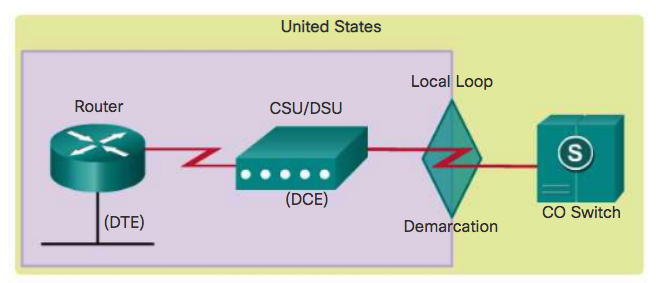 United States
Local Loop
Router
CSU/DSU
S
(DCE)
(DTE)
CO Switch
Demarcation